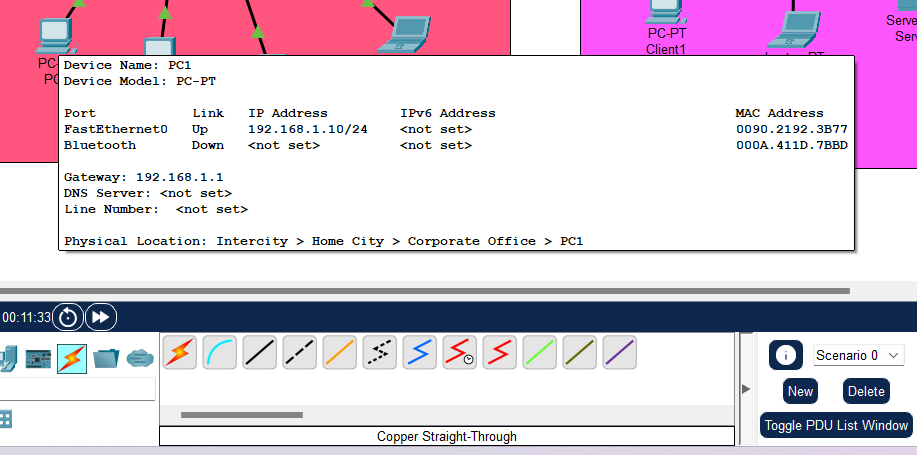 PC-PT
Client1
Serve
Ser
PC-
PC
PT
Device Name: PC1
Device Model: PC-PT
Port Link IP Address IPv6 Address MAC Address
FastEthernet0 Up 192.168.1.10/24 <not set> 0090.2192.3B77
Bluetooth Down <not set> <not set> 000A.411D.7BBD
Gateway: 192.168.1.1
DNS Server: <not set>
Line Number: <not set>
Physical Location: Intercity > Home City > Corporate Office > PC1
00:11:33
Scenario 0
New Delete
Toggle PDU List Window
Copper Straight-Through